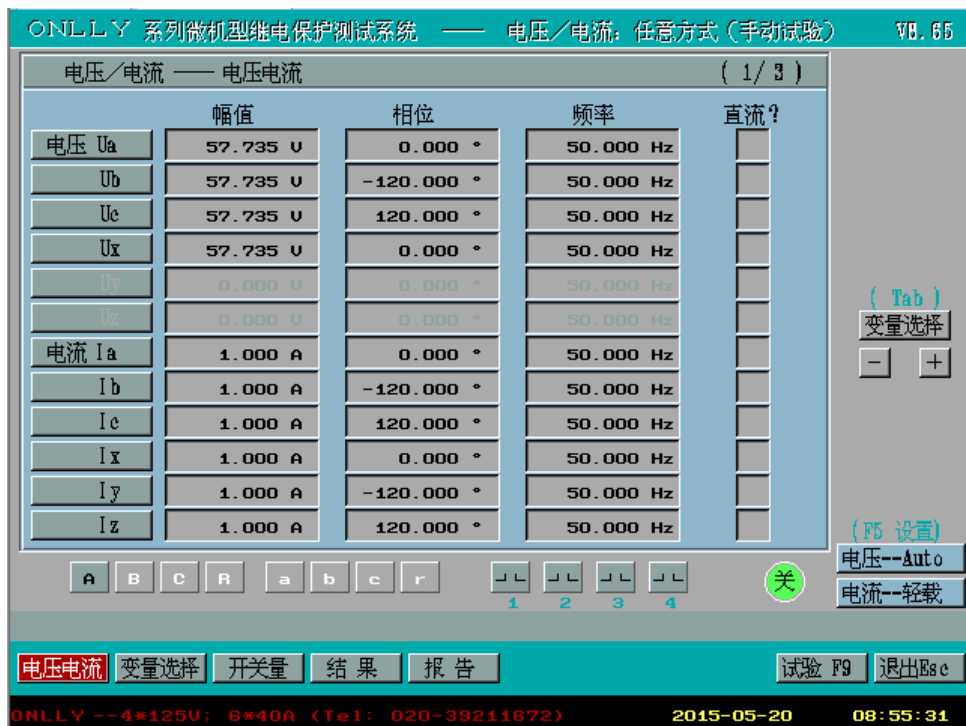 ONLLY 系列微机型继电保护测试系统 —— 电压/电流: 任意方式(手动试验) V8.65
电压/电流 —— 电压电流 ( 1/ 3 )
幅值 相位 频率 直流?
电压 Ua 57.735 V 0.000 ° 50.000 Hz
Ub 57.735 V -120.000 ° 50.000 Hz
Uc 57.735 V 120.000 ° 50.000 Hz
Ux 57.735 V 0.000 ° 50.000 Hz
Uy 0.000 V 0.000 ° 50.000 Hz
Uz 0.000 V 0.000 ° 50.000 Hz
( Tab )
变量选择
电流 Ia 1.000 A 0.000 ° 50.000 Hz
- +
Ib 1.000 A -120.000 ° 50.000 Hz
Ic 1.000 A 120.000 ° 50.000 Hz
Ix 1.000 A 0.000 ° 50.000 Hz
Iy 1.000 A -120.000 ° 50.000 Hz
Iz 1.000 A 120.000 ° 50.000 Hz
(F5 设置)
电压--Auto
A B C R a b c r 关
电流--轻载
1 2 3 4
电压电流 变量选择 开关量 结果 报告 试验 F9 退出Esc
ONLLY --4*125V; 6*40A (Tel: 020-39211672) 2015-05-20 08:55:31